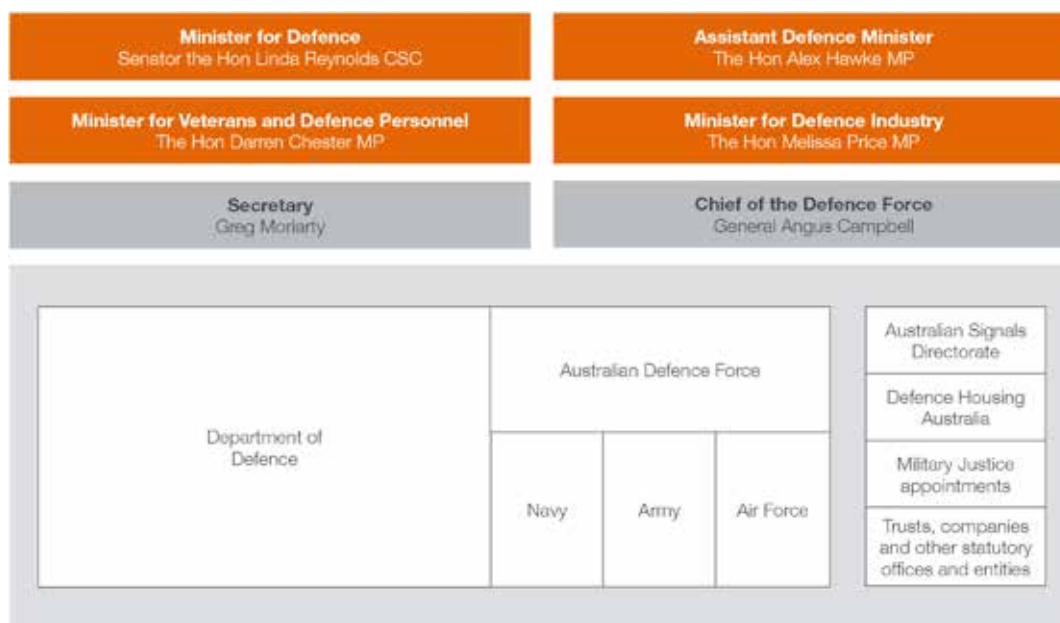 Minister for Defence
Senator the Hon Linda Reynolds CSC
Assistant Defence Minister
The Hon Alex Hawke MP
Minister for Veterans and Defence Personnel
The Hon Darren Chester MP
Minister for Defence Industry
The Hon Melissa Price MP
Secretary
Greg Moriarty
Chief of the Defence Force
General Angus Campbell
Department of
Defence
Australian Defence Force
Navy
Army
Air Force
Australian Signals
Directorate
Defence Housing
Australia
Military Justice
appointments
Trusts, companies
and other statutory
offices and entities